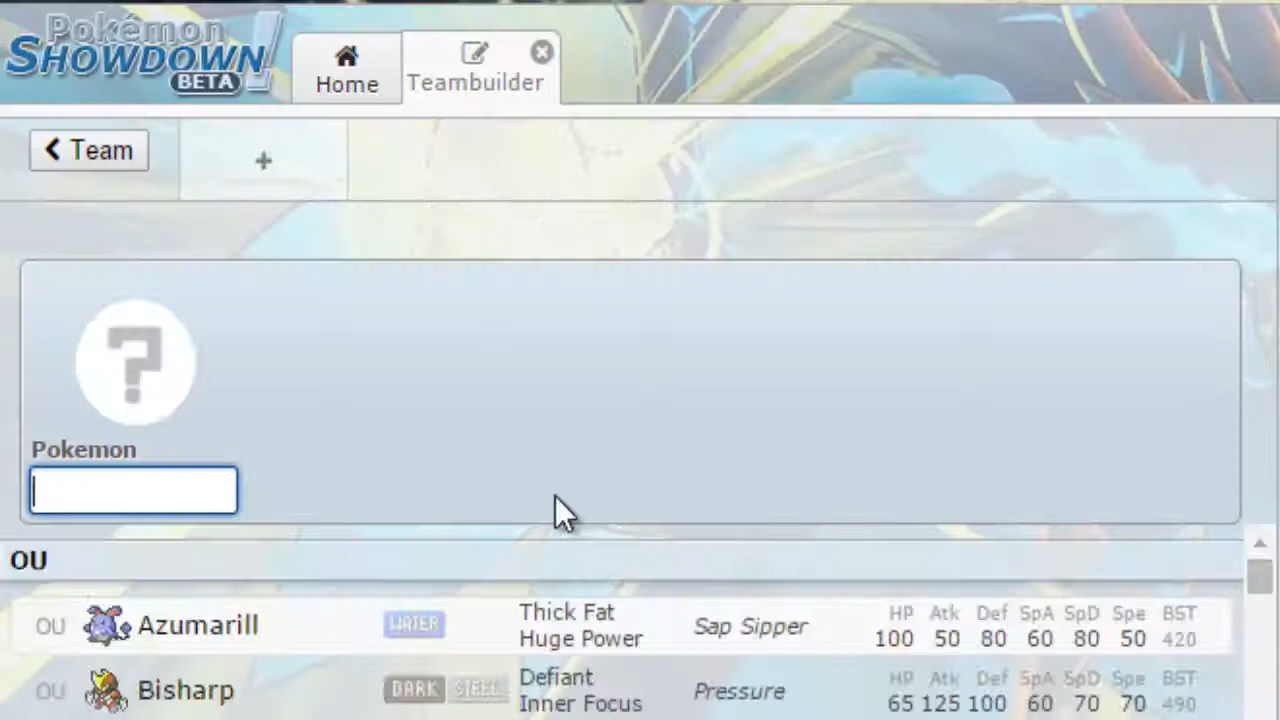 Pokémon
SHOWDOWN!
BETA
Home
Teambuilder
Team
+
?
Pokemon
OU
OU Azumarill WATER Thick Fat Huge Power Sap Sipper HP 100 Atk 50 Def 80 SpA 60 SpD 80 Spe 50 BST 420
OU Bisharp DARK STEEL Defiant Inner Focus Pressure HP 65 Atk 125 Def 100 SpA 60 SpD 70 Spe 70 BST 490